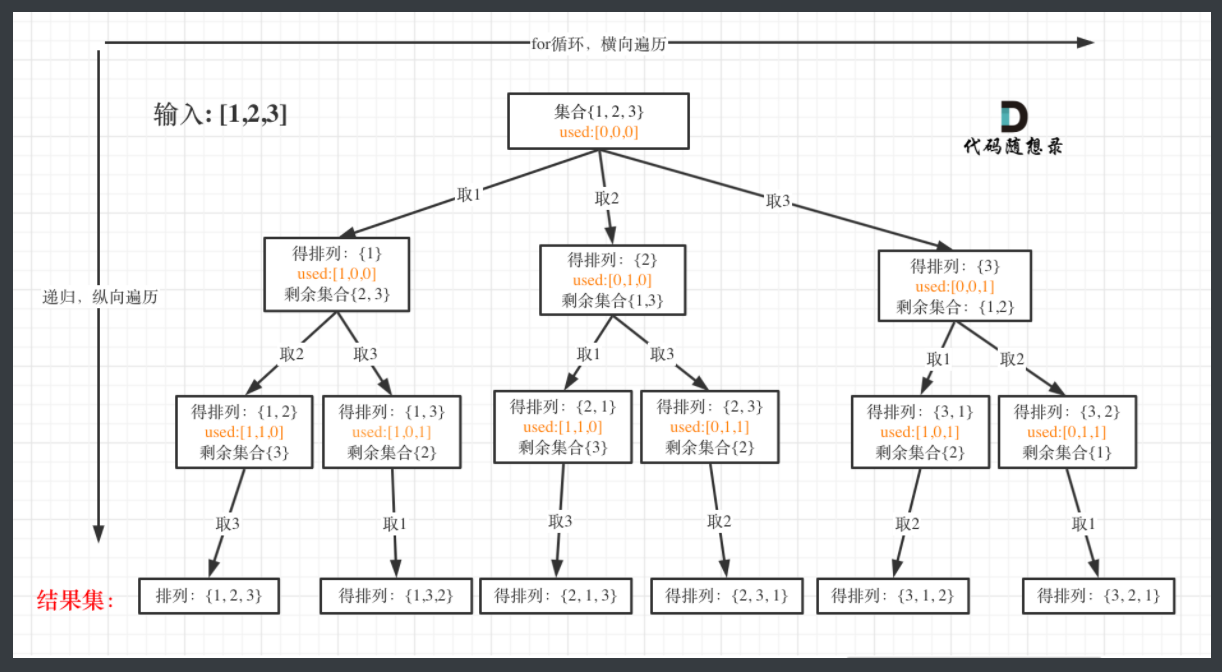 for循环，横向遍历
输入: [1,2,3]
集合{1, 2, 3}
used:[0,0,0]
代码随想录
取1
取2
取3
递归，纵向遍历
得排列：{1}
used:[1,0,0]
剩余集合{2, 3}
得排列：{2}
used:[0,1,0]
剩余集合{1,3}
得排列：{3}
used:[0,0,1]
剩余集合：{1,2}
取2
取3
取1
取3
取1
取2
得排列：{1, 2}
used:[1,1,0]
剩余集合{3}
得排列：{1, 3}
used:[1,0,1]
剩余集合{2}
得排列：{2, 1}
used:[1,1,0]
剩余集合{3}
得排列：{2, 3}
used:[0,1,1]
剩余集合{2}
得排列：{3, 1}
used:[1,0,1]
剩余集合{2}
得排列：{3, 2}
used:[0,1,1]
剩余集合{1}
取3
取1
取3
取2
取2
取1
结果集：
排列：{1, 2, 3}
得排列：{1,3,2}
得排列：{2, 1, 3}
得排列：{2, 3, 1}
得排列：{3, 1, 2}
得排列：{3, 2, 1}